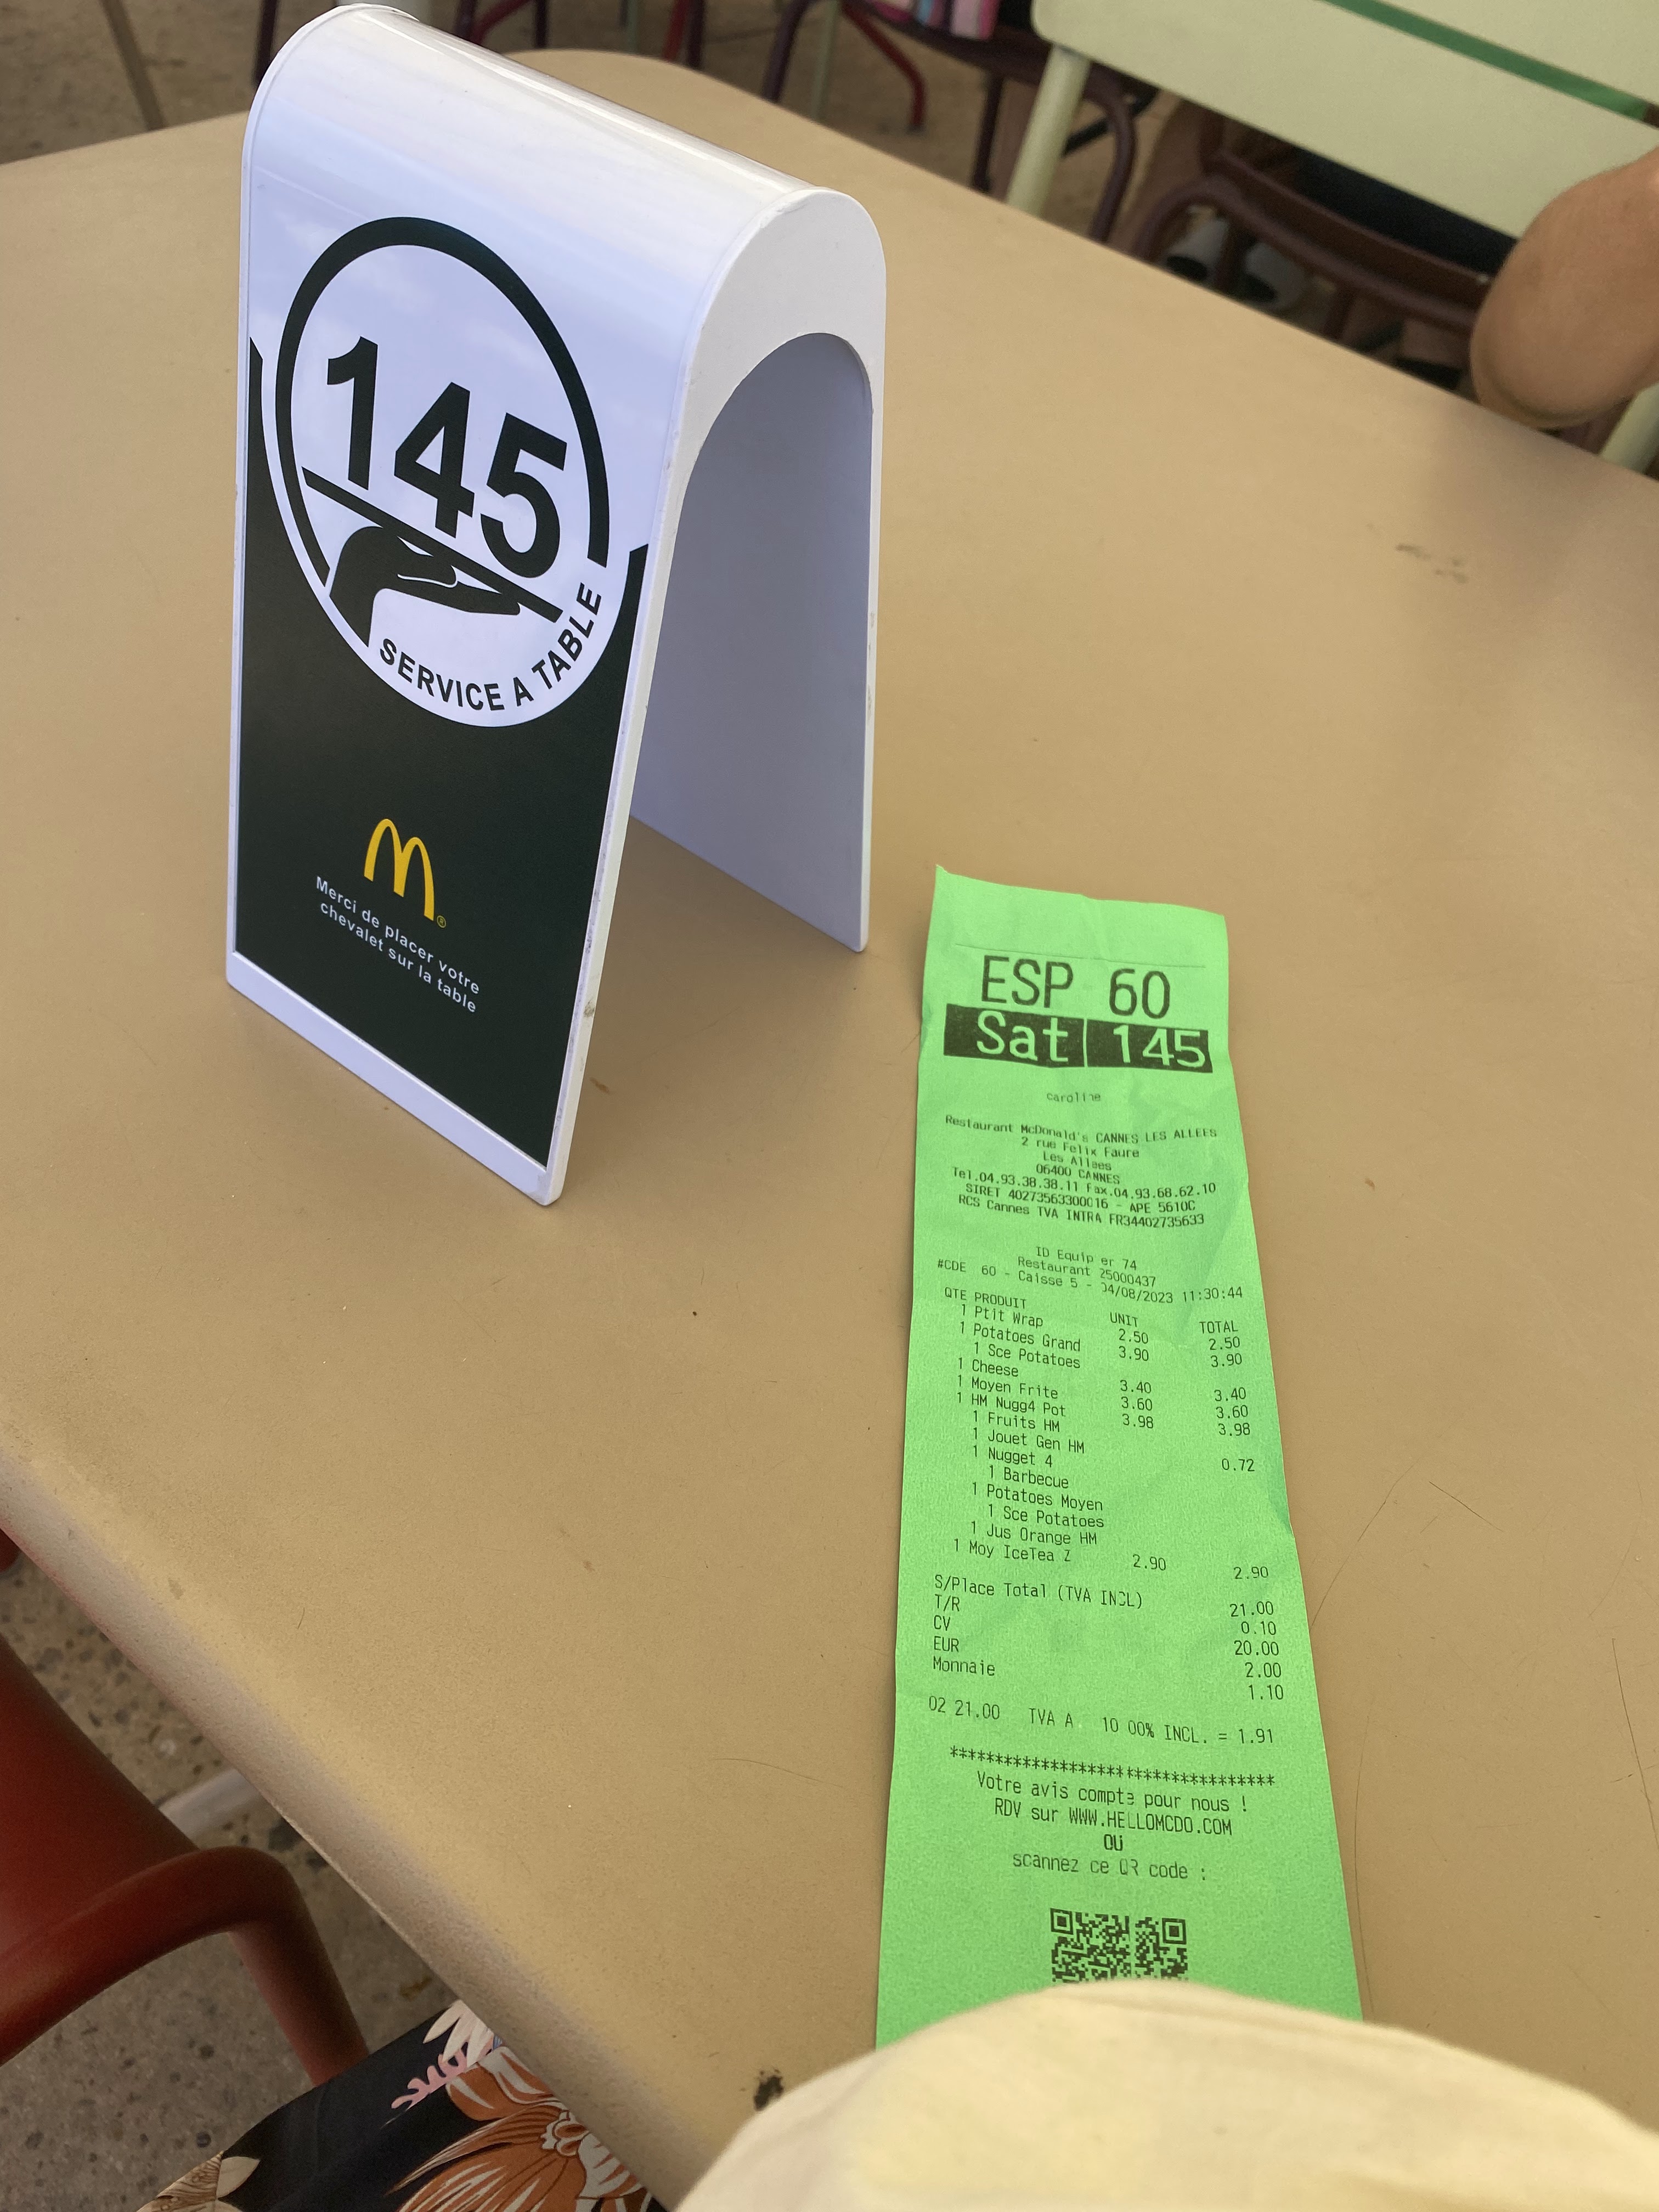 145
SERVICE A TABLE
Merci de placer votre
chevalet sur la table
ESP 60
Sat 145
caroline
Restaurant McDonald's CANNES LES ALLEES
2 rue Felix Faure
Les Allees
06400 CANNES
Tel.04.93.38.38.11 Fax.04.93.68.62.10
SIRET 40273563300016 - APE 5610C
RCS Cannes TVA INTRA FR34402735633
ID Equip er 74
Restaurant 25000437
#CDE 60 - Caisse 5 - 04/08/2023 11:30:44
QTE PRODUIT UNIT TOTAL
1 Ptit Wrap 2.50 2.50
1 Potatoes Grand 3.90 3.90
1 Sce Potatoes
1 Cheese 3.40 3.40
1 Moyen Frite 3.60 3.60
1 HM Nugg4 Pot 3.98 3.98
1 Fruits HM
1 Jouet Gen HM 0.72
1 Nugget 4
1 Barbecue
1 Potatoes Moyen
1 Sce Potatoes
1 Jus Orange HM
1 Moy IceTea Z 2.90 2.90
S/Place Total (TVA INCL) 21.00
T/R 0.10
CV 20.00
EUR 2.00
Monnaie 1.10
02 21.00 TVA A 10 00% INCL. = 1.91
************************************
Votre avis compte pour nous !
RDV sur WWW.HELLOMCDO.COM
OU
scannez ce QR code :